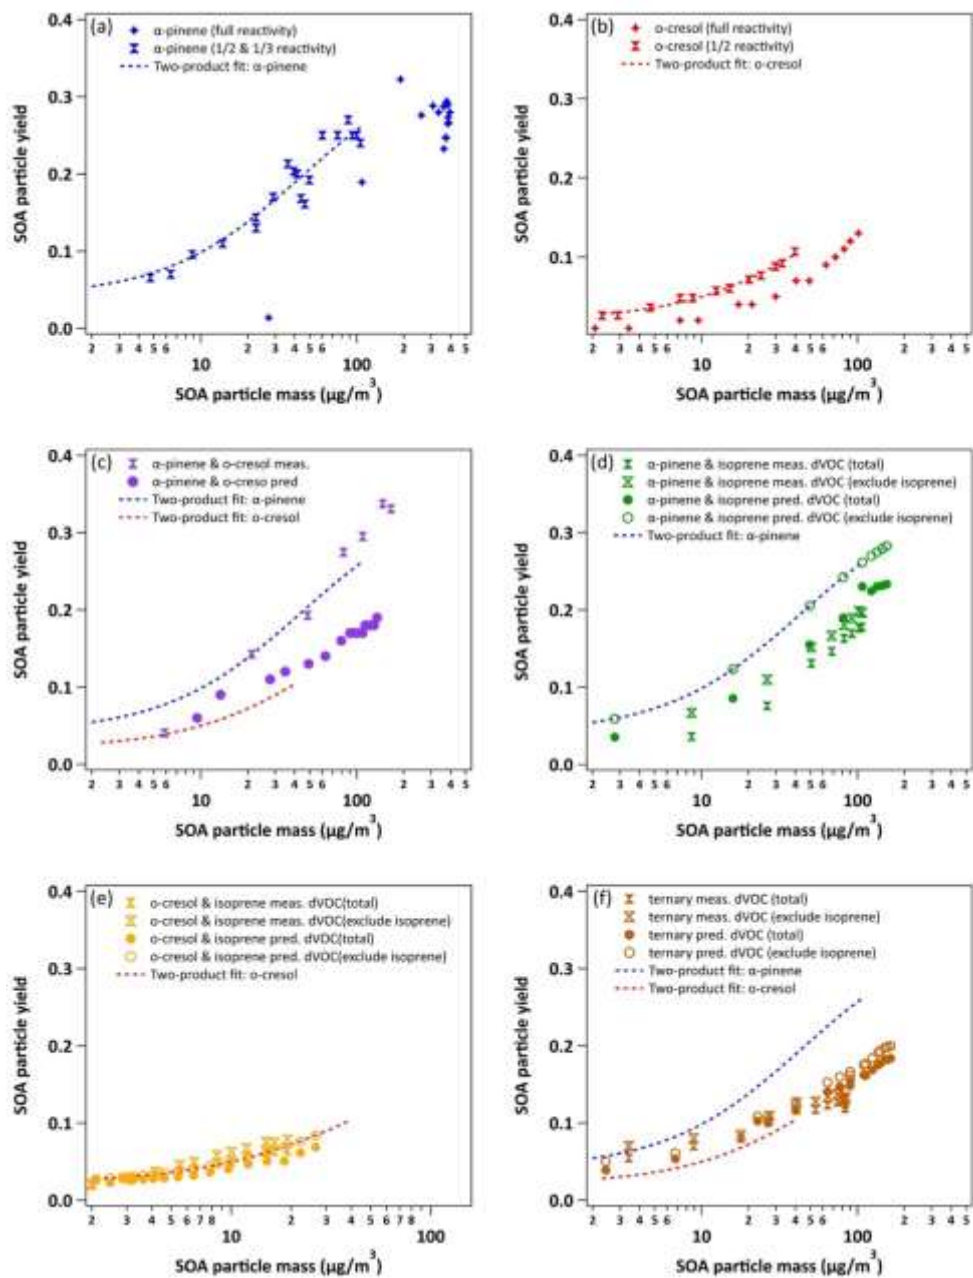 (a)
α-pinene (full reactivity)
α-pinene (1/2 & 1/3 reactivity)
Two-product fit: α-pinene
SOA particle yield
0.4
0.3
0.2
0.1
0.0
2 3 4 5 6 10 2 3 4 5 6 100 2 3 4 5
SOA particle mass (µg/m³)
(b)
o-cresol (full reactivity)
o-cresol (1/2 reactivity)
Two-product fit: o-cresol
SOA particle yield
0.4
0.3
0.2
0.1
2 3 4 5 6 10 2 3 4 5 6 100 2 3 4 5
SOA particle mass (µg/m³)
(c)
α-pinene & o-cresol meas.
α-pinene & o-creso pred
Two-product fit: α-pinene
Two-product fit: o-cresol
SOA particle yield
0.4
0.3
0.2
0.1
0.0
2 3 4 5 6 10 2 3 4 5 6 100 2 3 4 5
SOA particle mass (µg/m³)
(d)
α-pinene & isoprene meas. dVOC (total)
α-pinene & isoprene meas. dVOC (exclude isoprene)
α-pinene & isoprene pred. dVOC (total)
α-pinene & isoprene pred. dVOC (exclude isoprene)
Two-product fit: α-pinene
SOA particle yield
0.4
0.3
0.2
0.1
0.0
2 3 4 5 6 10 2 3 4 5 6 100 2 3 4 5
SOA particle mass (µg/m³)
(e)
o-cresol & isoprene meas. dVOC(total)
o-cresol & isoprene meas. dVOC(exclude isoprene)
o-cresol & isoprene pred. dVOC(total)
o-cresol & isoprene pred. dVOC(exclude isoprene)
Two-product fit: o-cresol
SOA particle yield
0.4
0.3
0.2
0.1
0.0
2 3 4 5 6 7 8 10 2 3 4 5 6 7 8 100
SOA particle mass (µg/m³)
(f)
ternary meas. dVOC (total)
ternary meas. dVOC (exclude isoprene)
ternary pred. dVOC (total)
ternary pred. dVOC (exclude isoprene)
Two-product fit: α-pinene
Two-product fit: o-cresol
SOA particle yield
0.4
0.3
0.2
0.1
0.0
2 3 4 5 6 10 2 3 4 5 6 100 2 3 4 5
SOA particle mass (µg/m³)